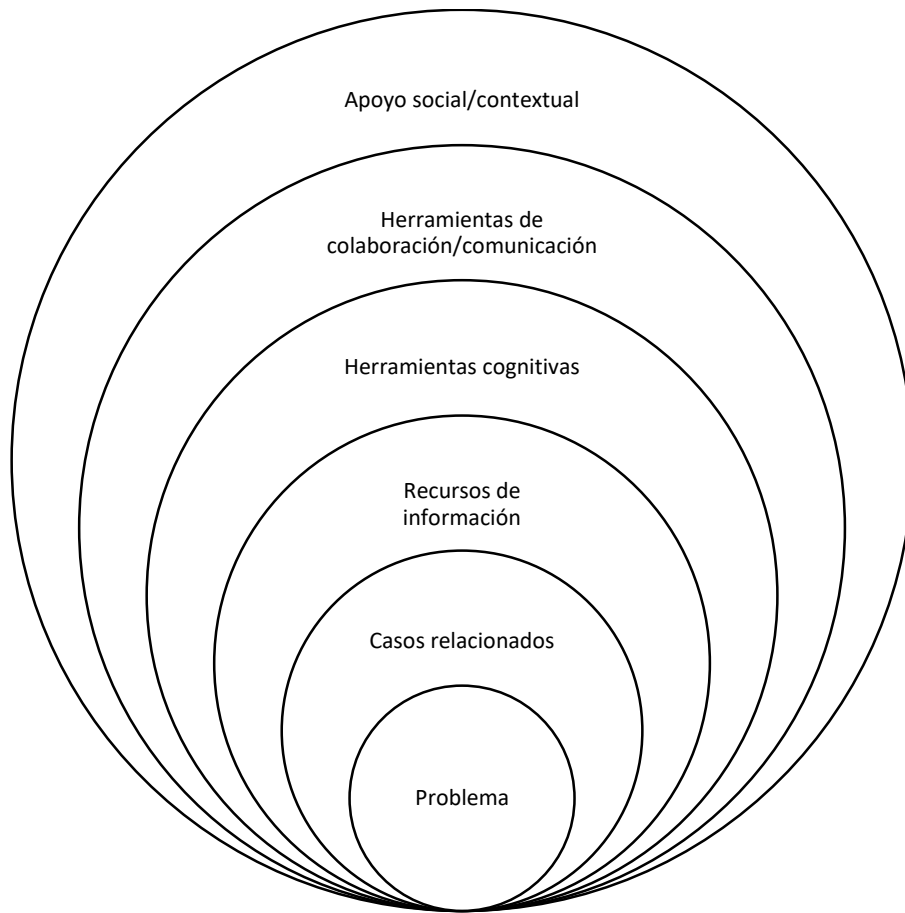 Apoyo social/contextual
Herramientas de
colaboración/comunicación
Herramientas cognitivas
Recursos de
información
Casos relacionados
Problema